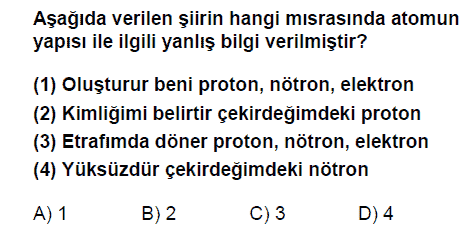 Aşağıda verilen şiirin hangi mısrasında atomun
yapısı ile ilgili yanlış bilgi verilmiştir?
(1) Oluşturur beni proton, nötron, elektron
(2) Kimliğimi belirtir çekirdeğimdeki proton
(3) Etrafımda döner proton, nötron, elektron
(4) Yüksüzdür çekirdeğimdeki nötron
A) 1 B) 2 C) 3 D) 4